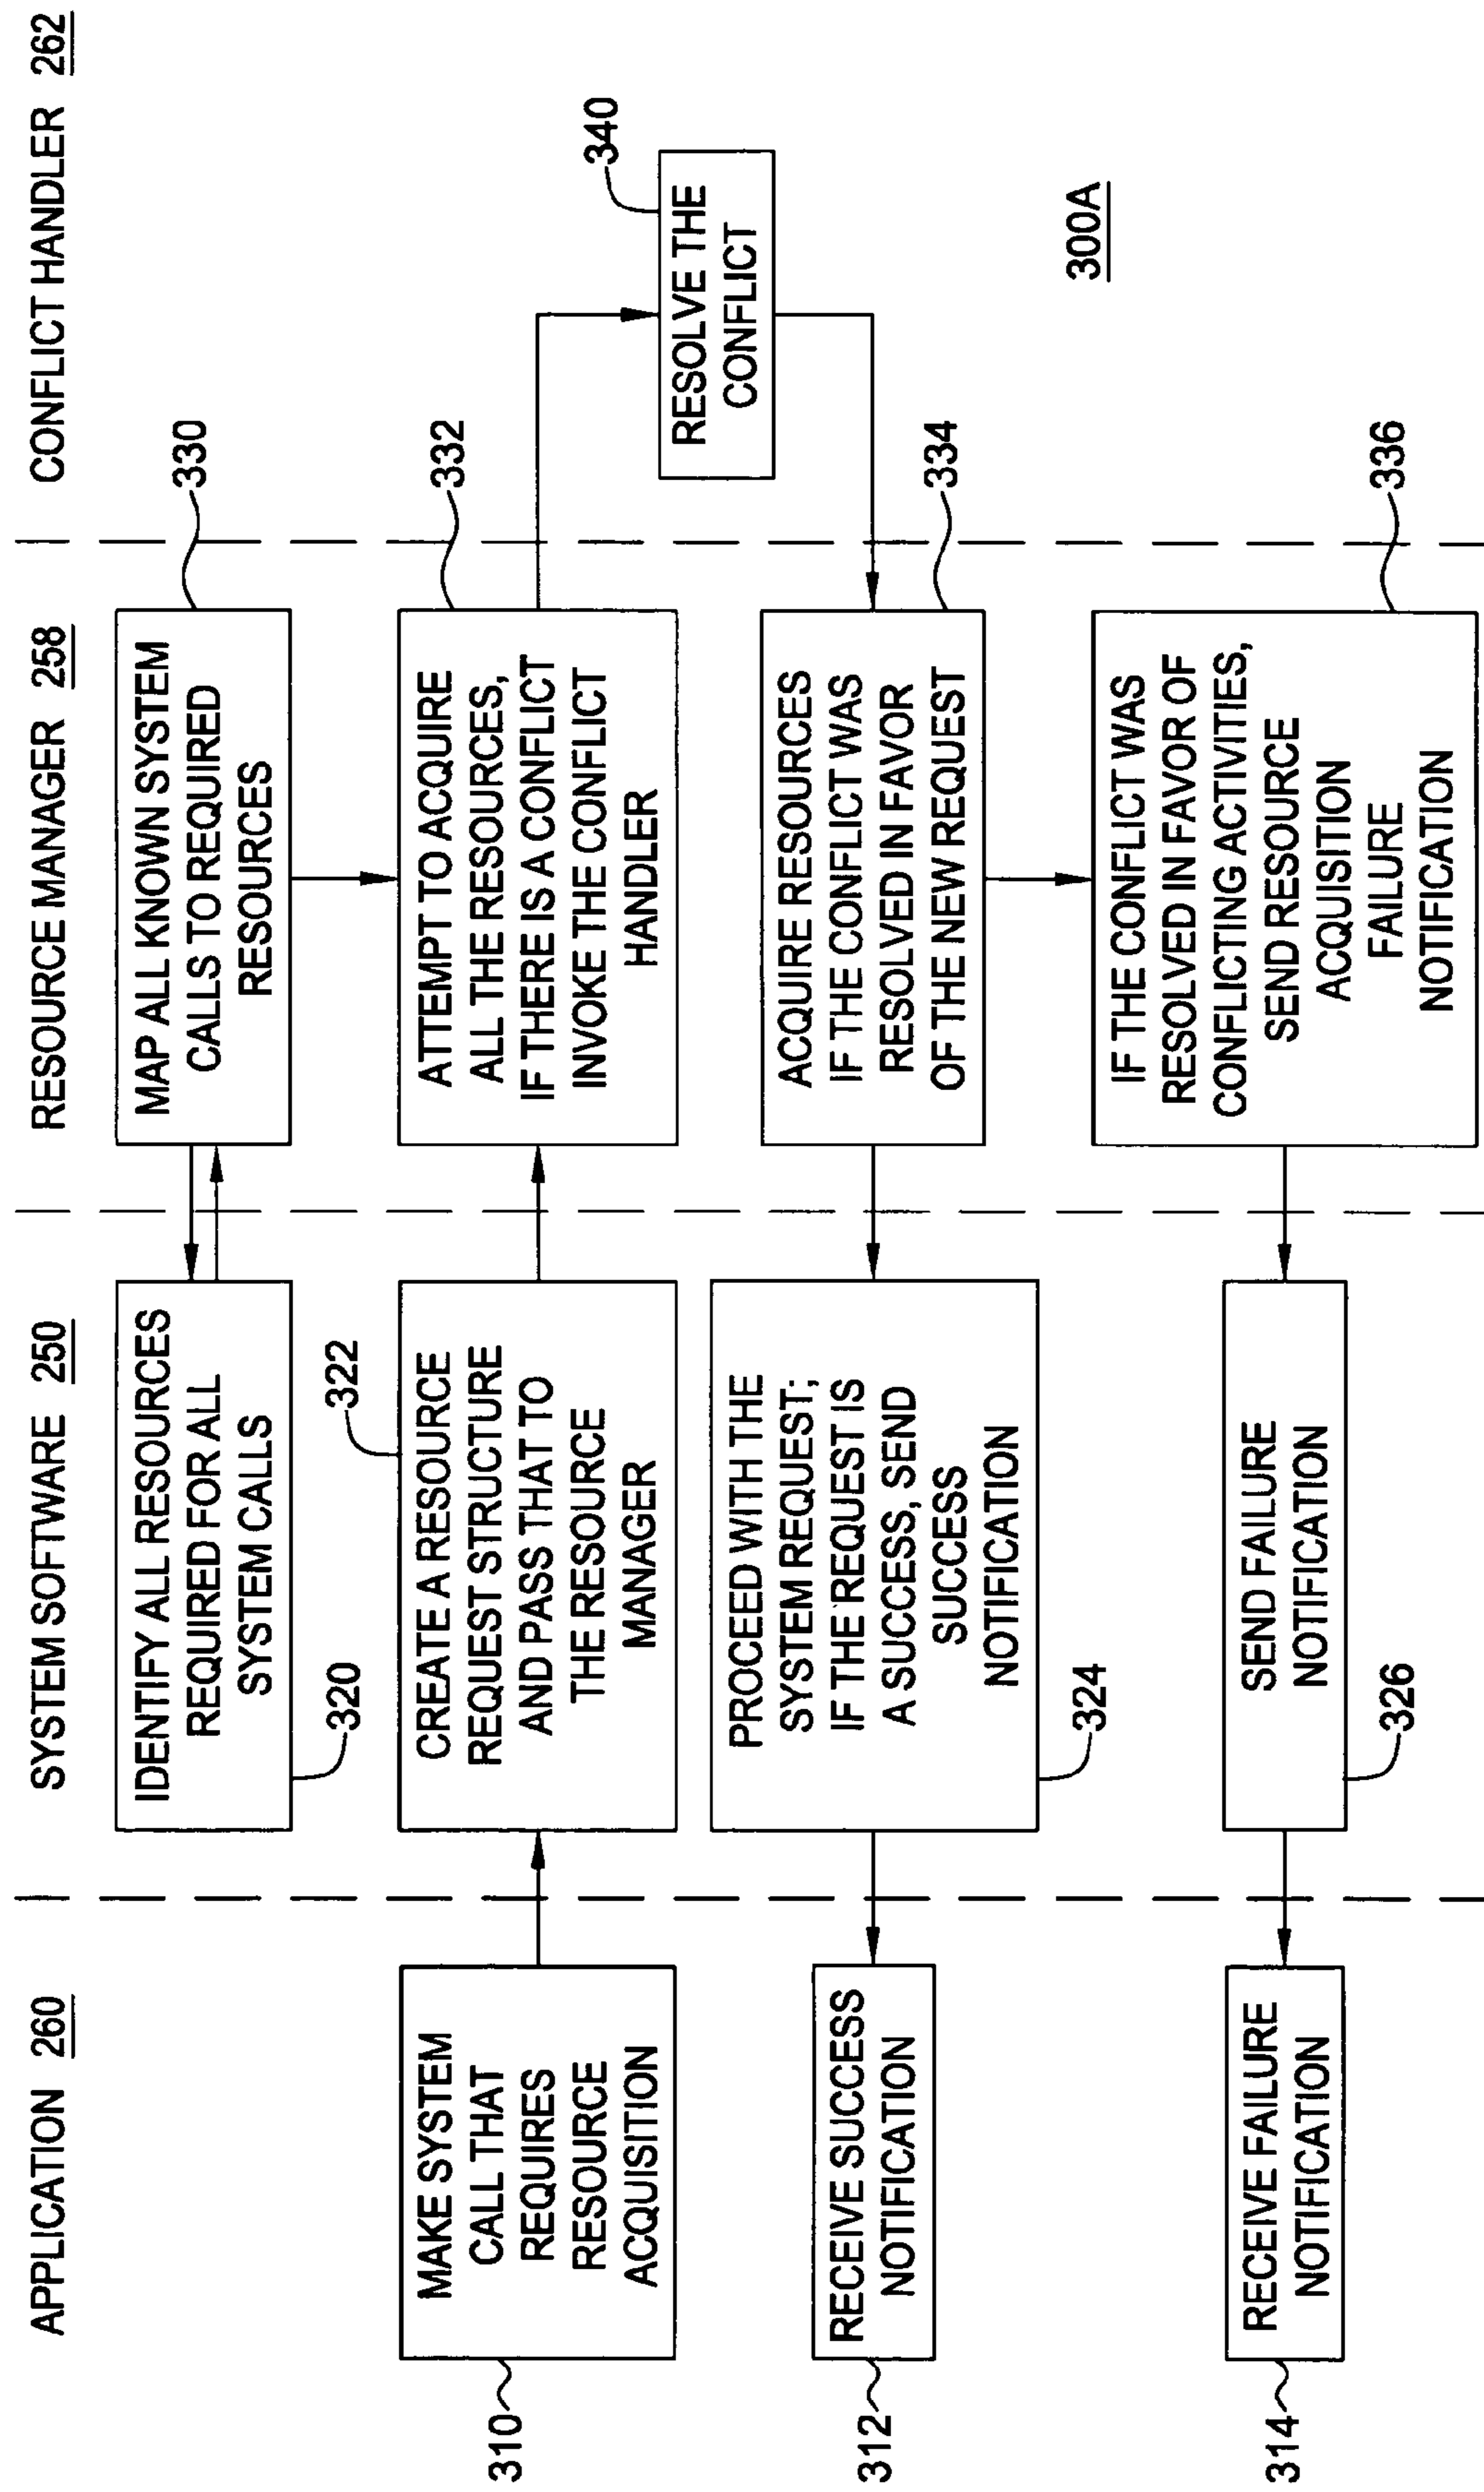 APPLICATION 260
SYSTEM SOFTWARE 250
RESOURCE MANAGER 258
CONFLICT HANDLER 262
IDENTIFY ALL RESOURCES
REQUIRED FOR ALL
SYSTEM CALLS
320
MAP ALL KNOWN SYSTEM
CALLS TO REQUIRED
RESOURCES
330
310
MAKE SYSTEM
CALL THAT
REQUIRES
RESOURCE
ACQUISITION
322
CREATE A RESOURCE
REQUEST STRUCTURE
AND PASS THAT TO
THE RESOURCE
MANAGER
ATTEMPT TO ACQUIRE
ALL THE RESOURCES,
IF THERE IS A CONFLICT
INVOKE THE CONFLICT
HANDLER
332
340
RESOLVE THE
CONFLICT
312
RECEIVE SUCCESS
NOTIFICATION
PROCEED WITH THE
SYSTEM REQUEST;
IF THE REQUEST IS
A SUCCESS, SEND
SUCCESS
NOTIFICATION
324
ACQUIRE RESOURCES
IF THE CONFLICT WAS
RESOLVED IN FAVOR
OF THE NEW REQUEST
334
314
RECEIVE FAILURE
NOTIFICATION
SEND FAILURE
NOTIFICATION
326
IF THE CONFLICT WAS
RESOLVED IN FAVOR OF
CONFLICTING ACTIVITIES,
SEND RESOURCE
ACQUISITION
FAILURE
NOTIFICATION
336
300A